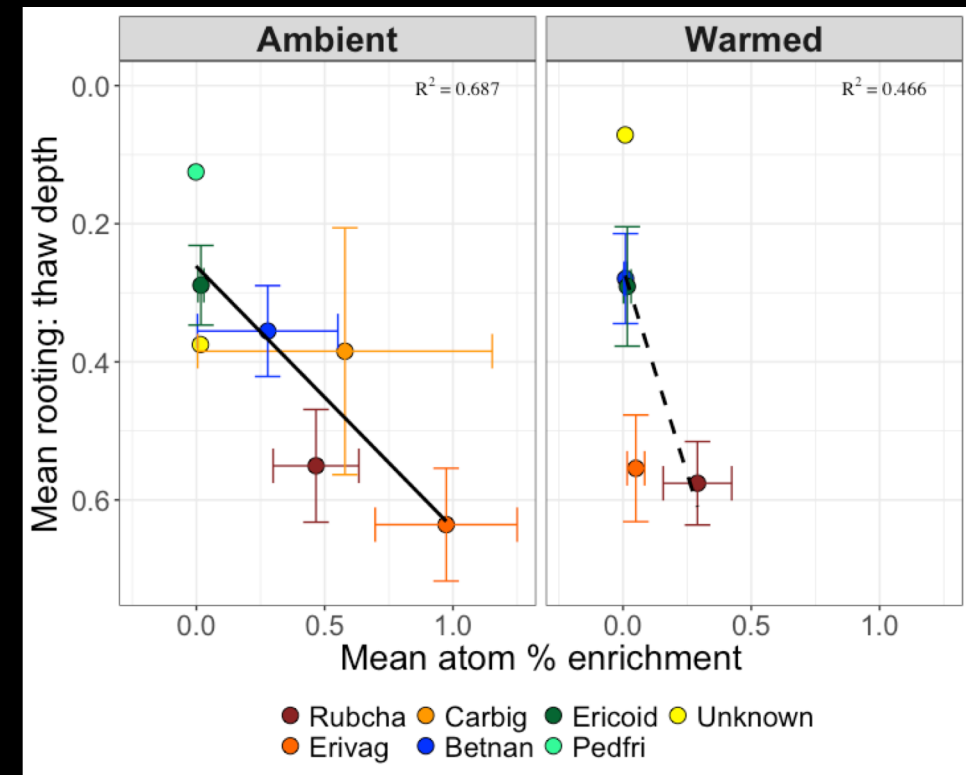 Ambient
Warmed
R² = 0.687
R² = 0.466
0.0
0.2
0.4
0.6
Mean rooting: thaw depth
0.0 0.5 1.0
0.0 0.5 1.0
Mean atom % enrichment
Rubcha Carbig Ericoid Unknown
Erivag Betnan Pedfri